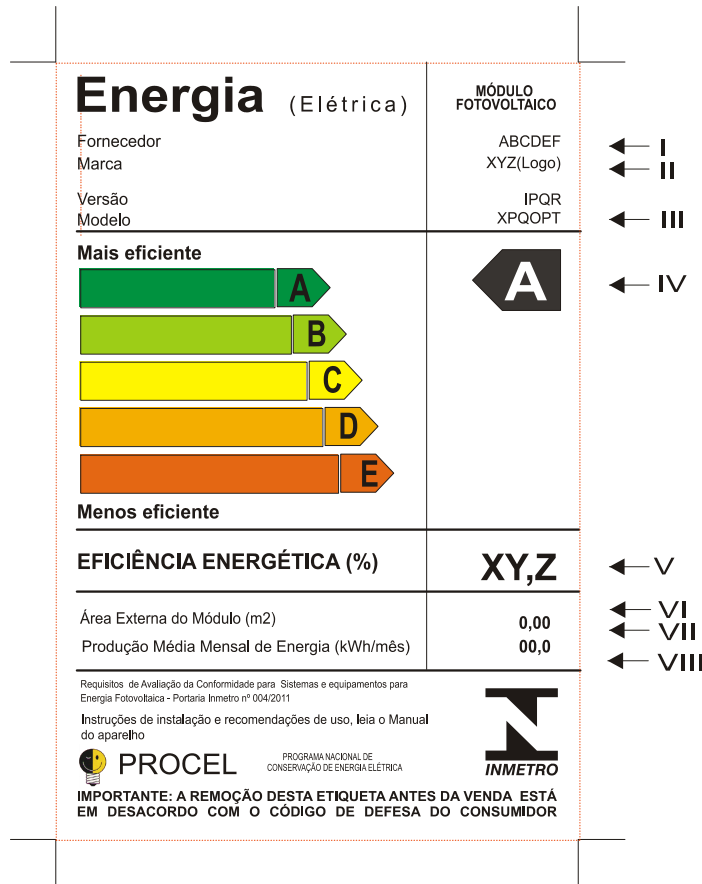 Energia (Elétrica)
MÓDULO
FOTOVOLTAICO
Fornecedor ABCDEF I
Marca XYZ(Logo) II
Versão IPQR
Modelo XPQOPT III
Mais eficiente
A A IV
B
C
D
E
Menos eficiente
EFICIÊNCIA ENERGÉTICA (%) XY,Z V
VI
Área Externa do Módulo (m2) 0,00 VII
Produção Média Mensal de Energia (kWh/mês) 00,0
VIII
Requisitos de Avaliação da Conformidade para Sistemas e equipamentos para
Energia Fotovoltaica - Portaria Inmetro nº 004/2011
Instruções de instalação e recomendações de uso, leia o Manual
do aparelho
PROCEL
PROGRAMA NACIONAL DE
CONSERVAÇÃO DE ENERGIA ELÉTRICA
INMETRO
IMPORTANTE: A REMOÇÃO DESTA ETIQUETA ANTES DA VENDA ESTÁ
EM DESACORDO COM O CÓDIGO DE DEFESA DO CONSUMIDOR